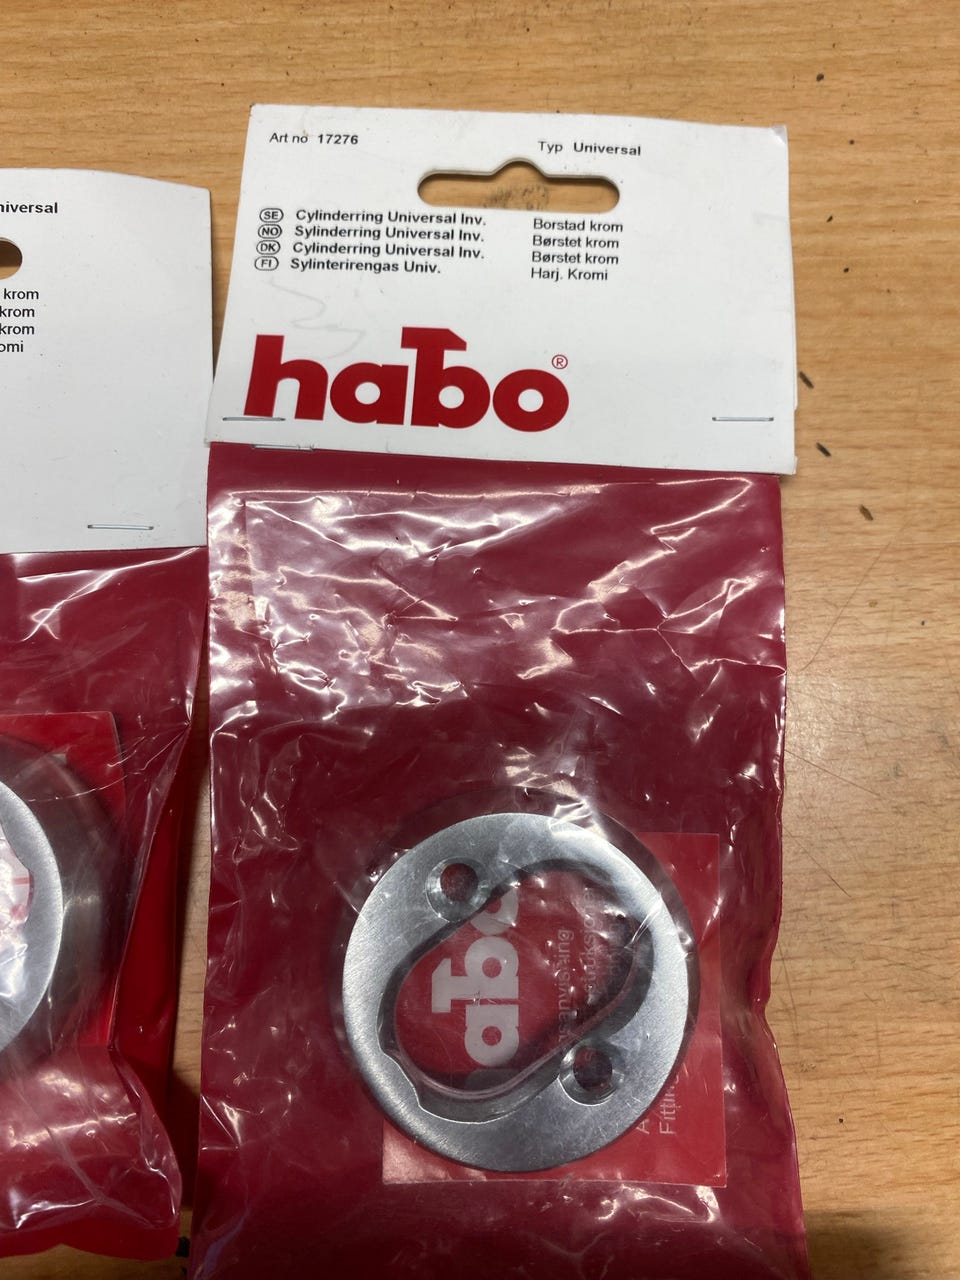 niversal
krom
krom
krom
omi
Art no 17276
Typ Universal
SE Cylinderring Universal Inv. Borstad krom
NO Sylinderring Universal Inv. Børstet krom
DK Cylinderring Universal Inv. Børstet krom
FI Sylinterirengas Univ. Harj. Kromi
habo®